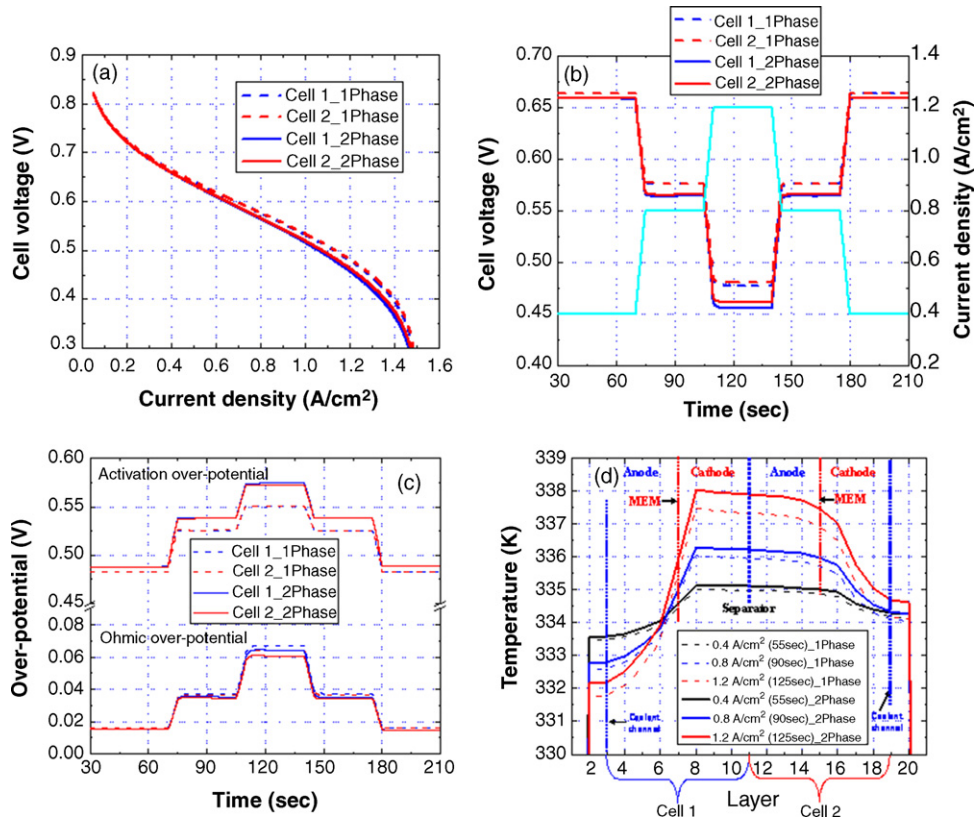 (a)
Cell 1_1Phase
Cell 2_1Phase
Cell 1_2Phase
Cell 2_2Phase
0.9
0.8
0.7
0.6
0.5
0.4
0.3
Cell voltage (V)
0.0 0.2 0.4 0.6 0.8 1.0 1.2 1.4 1.6
Current density (A/cm²)
(b)
Cell 1_1Phase
Cell 2_1Phase
Cell 1_2Phase
Cell 2_2Phase
0.70
0.65
0.60
0.55
0.50
0.45
0.40
Cell voltage (V)
1.4
1.2
1.0
0.8
0.6
0.4
0.2
Current density (A/cm²)
30 60 90 120 150 180 210
Time (sec)
(c)
Activation over-potential
Cell 1_1Phase
Cell 2_1Phase
Cell 1_2Phase
Cell 2_2Phase
Ohmic over-potential
0.60
0.55
0.50
0.45
0.06
0.04
0.02
0.00
Over-potential (V)
30 60 90 120 150 180 210
Time (sec)
(d)
Anode Cathode Anode Cathode
MEM
MEM
Separator
0.4 A/cm² (55sec)_1Phase
0.8 A/cm² (90sec)_1Phase
1.2 A/cm² (125sec)_1Phase
0.4 A/cm² (55sec)_2Phase
0.8 A/cm² (90sec)_2Phase
1.2 A/cm² (125sec)_2Phase
Coolant
channel
Coolant
channel
339
338
337
336
335
334
333
332
331
330
Temperature (K)
2 4 6 8 10 12 14 16 18 20
Layer
Cell 1
Cell 2